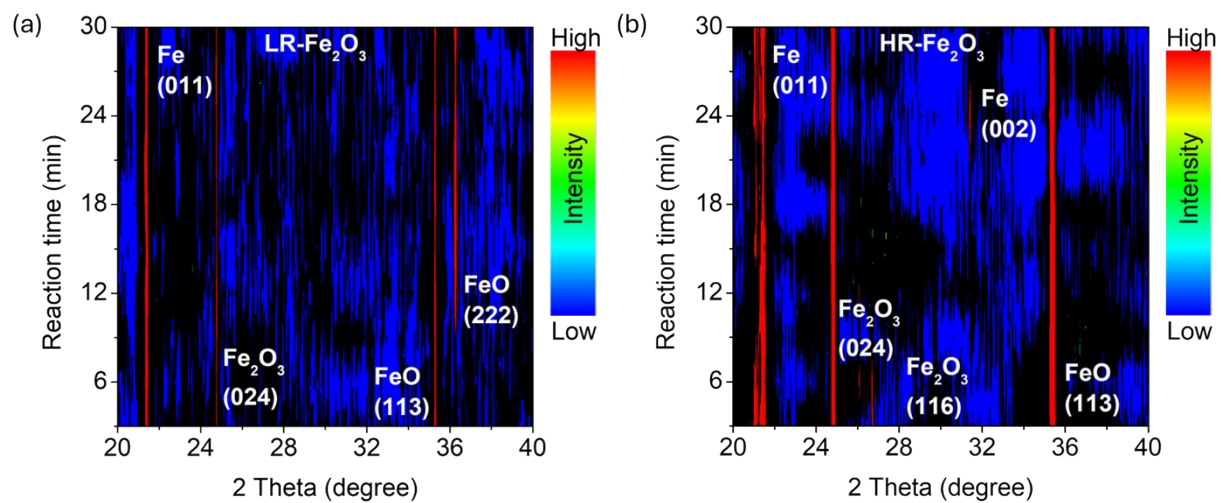 (a)
30
24
18
12
6
Reaction time (min)
LR-Fe₂O₃
Fe
(011)
FeO
(222)
Fe₂O₃
(024)
FeO
(113)
20 24 28 32 36 40
2 Theta (degree)
High
Intensity
Low
(b)
30
24
18
12
6
Reaction time (min)
HR-Fe₂O₃
Fe
(011)
Fe
(002)
Fe₂O₃
(024)
Fe₂O₃
(116)
FeO
(113)
20 24 28 32 36 40
2 Theta (degree)
High
Intensity
Low